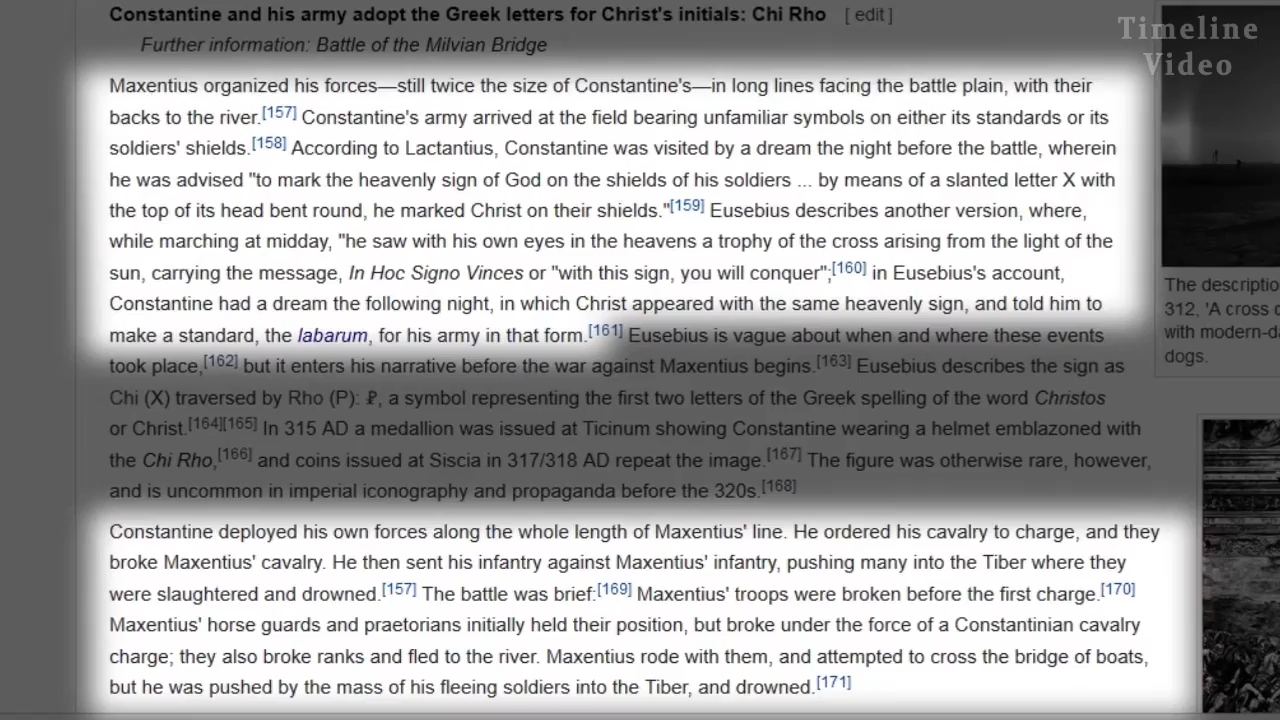 Constantine and his army adopt the Greek letters for Christ's initials: Chi Rho [ edit ]
Timeline
Video
Further information: Battle of the Milvian Bridge
Maxentius organized his forces—still twice the size of Constantine's—in long lines facing the battle plain, with their
backs to the river.[157] Constantine's army arrived at the field bearing unfamiliar symbols on either its standards or its
soldiers' shields.[158] According to Lactantius, Constantine was visited by a dream the night before the battle, wherein
he was advised "to mark the heavenly sign of God on the shields of his soldiers ... by means of a slanted letter X with
the top of its head bent round, he marked Christ on their shields."[159] Eusebius describes another version, where,
while marching at midday, "he saw with his own eyes in the heavens a trophy of the cross arising from the light of the
sun, carrying the message, In Hoc Signo Vinces or "with this sign, you will conquer";[160] in Eusebius's account,
Constantine had a dream the following night, in which Christ appeared with the same heavenly sign, and told him to
make a standard, the labarum, for his army in that form.[161] Eusebius is vague about when and where these events
took place,[162] but it enters his narrative before the war against Maxentius begins.[163] Eusebius describes the sign as
Chi (Χ) traversed by Rho (Ρ): ☧, a symbol representing the first two letters of the Greek spelling of the word Christos
or Christ.[164][165] In 315 AD a medallion was issued at Ticinum showing Constantine wearing a helmet emblazoned with
the Chi Rho,[166] and coins issued at Siscia in 317/318 AD repeat the image.[167] The figure was otherwise rare, however,
and is uncommon in imperial iconography and propaganda before the 320s.[168]
Constantine deployed his own forces along the whole length of Maxentius' line. He ordered his cavalry to charge, and they
broke Maxentius' cavalry. He then sent his infantry against Maxentius' infantry, pushing many into the Tiber where they
were slaughtered and drowned.[157] The battle was brief:[169] Maxentius' troops were broken before the first charge.[170]
Maxentius' horse guards and praetorians initially held their position, but broke under the force of a Constantinian cavalry
charge; they also broke ranks and fled to the river. Maxentius rode with them, and attempted to cross the bridge of boats,
but he was pushed by the mass of his fleeing soldiers into the Tiber, and drowned.[171]
The descriptio
312, 'A cross
with modern-d
dogs.